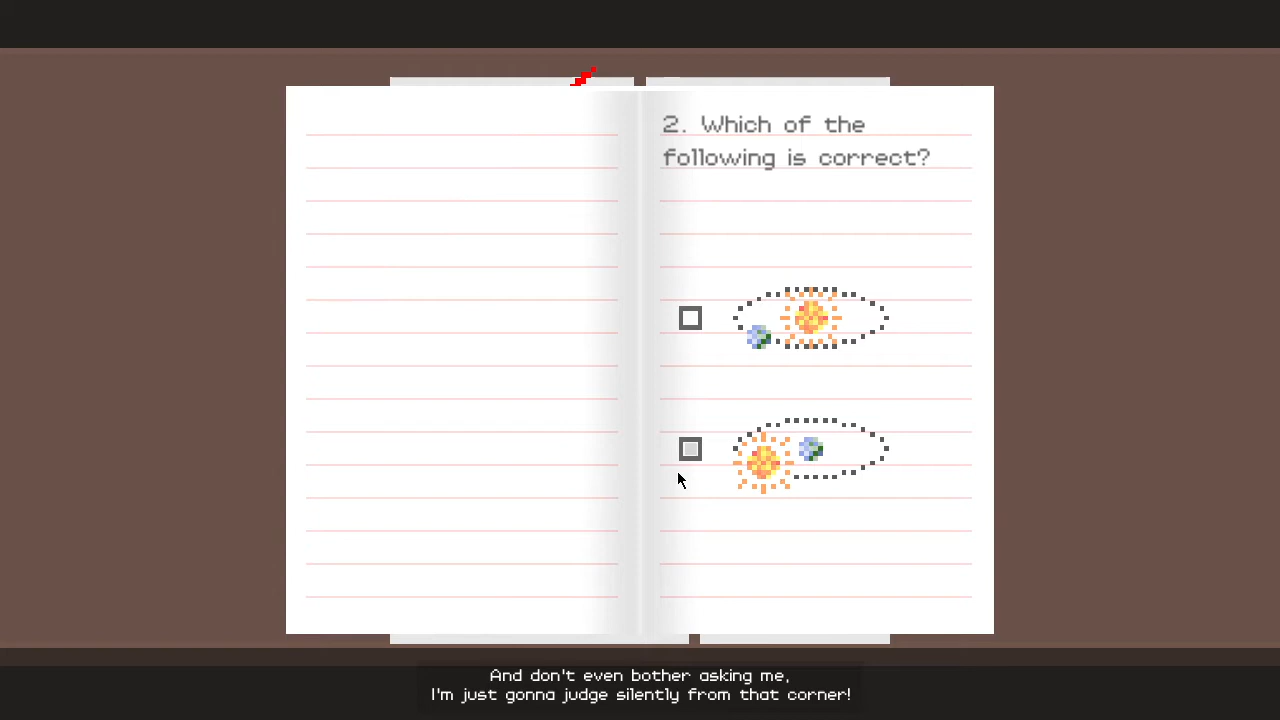 2. Which of the
following is correct?
And don't even bother asking me,
I'm just gonna judge silently from that corner!